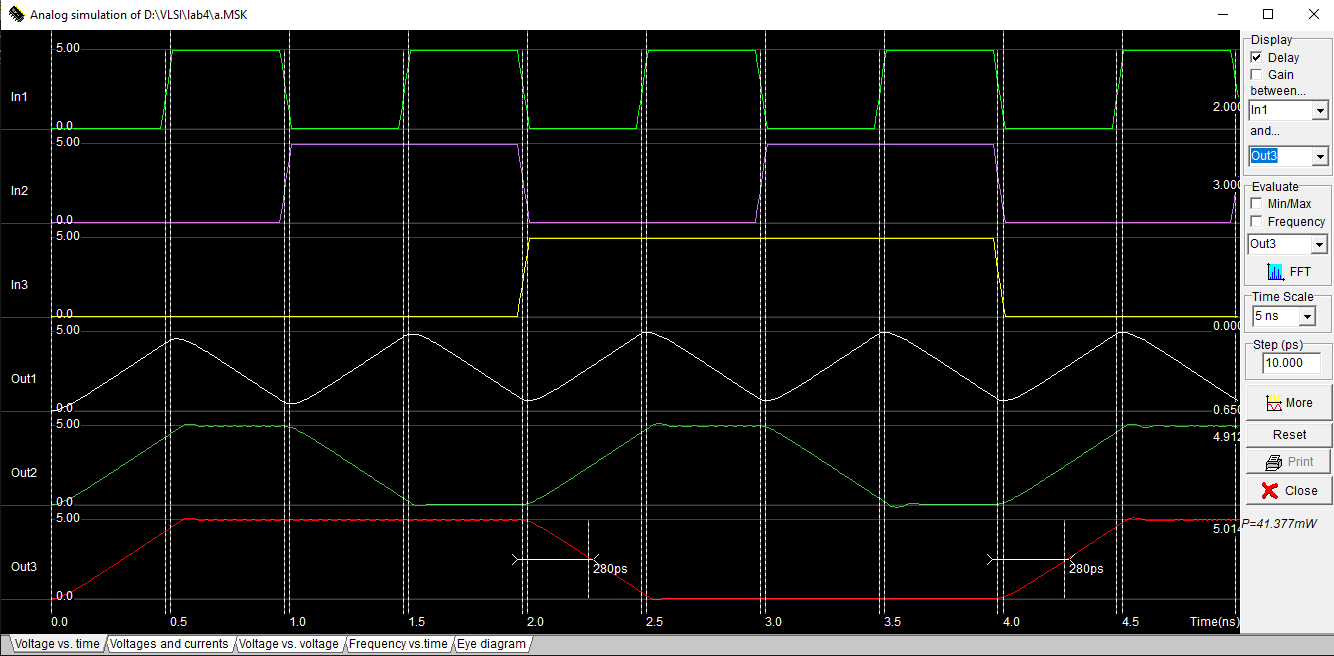 Analog simulation of D:\VLSI\lab4\a.MSK
5.00
In1
2.000
0.0
5.00
In2
3.000
0.0
5.00
In3
0.0
0.000
5.00
Out1
0.0
0.650
5.00
4.912
Out2
0.0
5.00
5.014
Out3
280ps
280ps
0.0
0.0 0.5 1.0 1.5 2.0 2.5 3.0 3.5 4.0 4.5 Time(ns)
Voltage vs. time Voltages and currents Voltage vs. voltage Frequency vs.time Eye diagram
Display
Delay
Gain
between...
In1
and...
Out3
Evaluate
Min/Max
Frequency
Out3
FFT
Time Scale
5 ns
Step (ps)
10.000
More
Reset
Print
Close
P=41.377mW